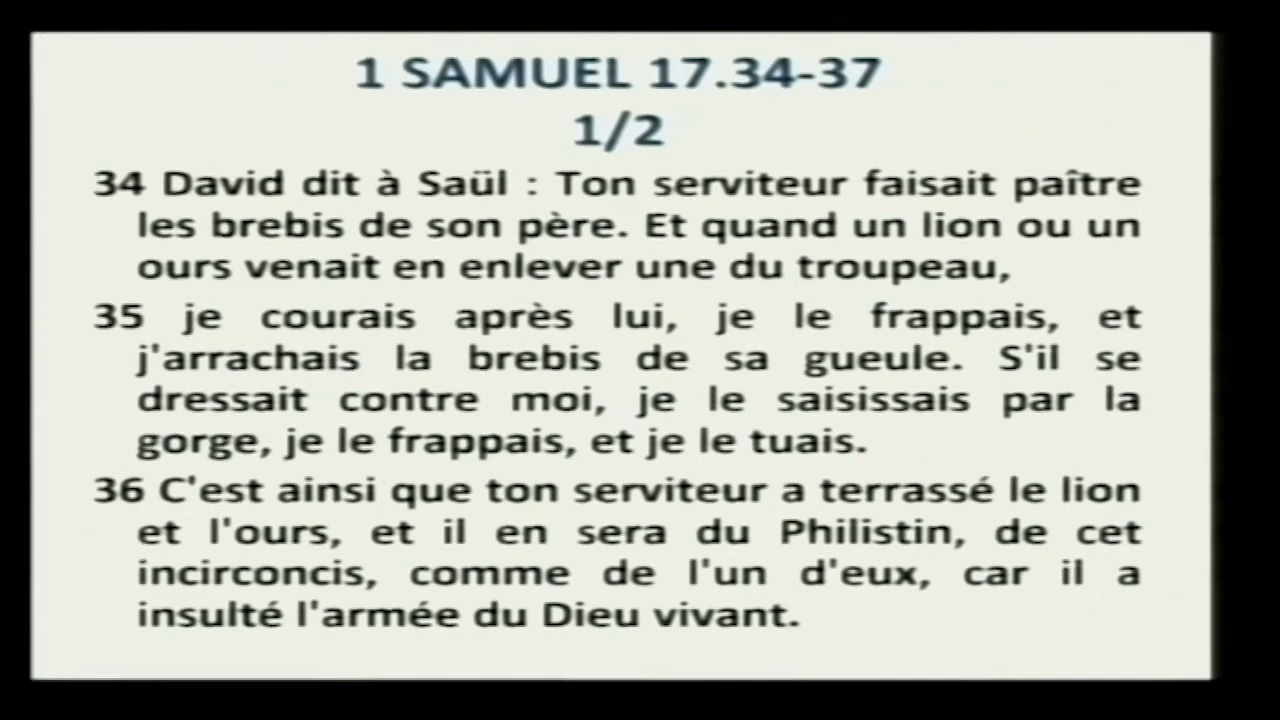 1 SAMUEL 17.34-37
1/2
34 David dit à Saül : Ton serviteur faisait paître
les brebis de son père. Et quand un lion ou un
ours venait en enlever une du troupeau,
35 je courais après lui, je le frappais, et
j'arrachais la brebis de sa gueule. S'il se
dressait contre moi, je le saisissais par la
gorge, je le frappais, et je le tuais.
36 C'est ainsi que ton serviteur a terrassé le lion
et l'ours, et il en sera du Philistin, de cet
incirconcis, comme de l'un d'eux, car il a
insulté l'armée du Dieu vivant.